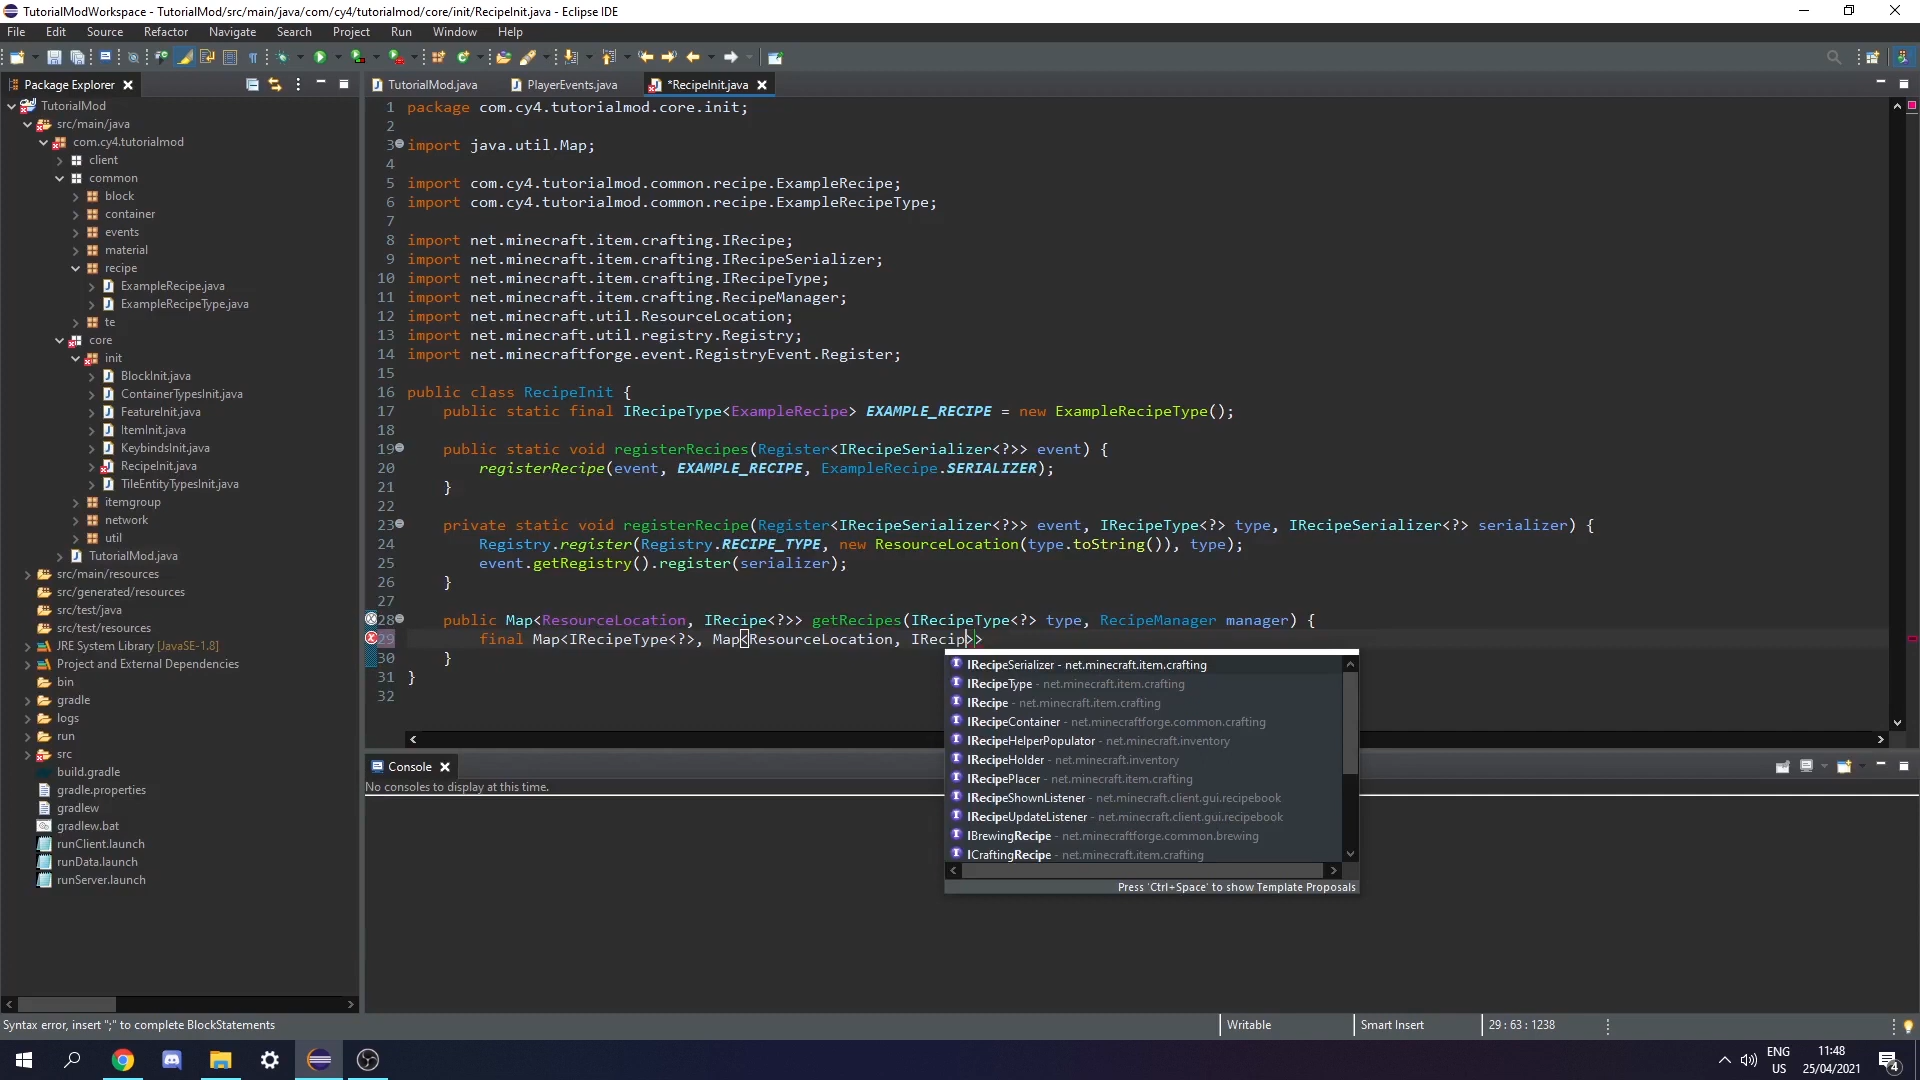 TutorialModWorkspace - TutorialMod/src/main/java/com/cy4/tutorialmod/core/init/RecipeInit.java - Eclipse IDE
File Edit Source Refactor Navigate Search Project Run Window Help
Package Explorer
TutorialMod.java PlayerEvents.java *RecipeInit.java
TutorialMod
src/main/java
com.cy4.tutorialmod
client
common
block
container
events
material
recipe
ExampleRecipe.java
ExampleRecipeType.java
te
core
init
BlockInit.java
ContainerTypesInit.java
FeatureInit.java
ItemInit.java
KeybindsInit.java
RecipeInit.java
TileEntityTypesInit.java
itemgroup
network
util
TutorialMod.java
src/main/resources
src/generated/resources
src/test/java
src/test/resources
JRE System Library [JavaSE-1.8]
Project and External Dependencies
bin
gradle
logs
run
src
build.gradle
gradle.properties
gradlew
gradlew.bat
runClient.launch
runData.launch
runServer.launch
1 package com.cy4.tutorialmod.core.init;
2
3 import java.util.Map;
4
5 import com.cy4.tutorialmod.common.recipe.ExampleRecipe;
6 import com.cy4.tutorialmod.common.recipe.ExampleRecipeType;
7
8 import net.minecraft.item.crafting.IRecipe;
9 import net.minecraft.item.crafting.IRecipeSerializer;
10 import net.minecraft.item.crafting.IRecipeType;
11 import net.minecraft.item.crafting.RecipeManager;
12 import net.minecraft.util.ResourceLocation;
13 import net.minecraft.util.registry.Registry;
14 import net.minecraftforge.event.RegistryEvent.Register;
15
16 public class RecipeInit {
17 public static final IRecipeType<ExampleRecipe> EXAMPLE_RECIPE = new ExampleRecipeType();
18
19 public static void registerRecipes(Register<IRecipeSerializer<?>> event) {
20 registerRecipe(event, EXAMPLE_RECIPE, ExampleRecipe.SERIALIZER);
21 }
22
23 private static void registerRecipe(Register<IRecipeSerializer<?>> event, IRecipeType<?> type, IRecipeSerializer<?> serializer) {
24 Registry.register(Registry.RECIPE_TYPE, new ResourceLocation(type.toString()), type);
25 event.getRegistry().register(serializer);
26 }
27
28 public Map<ResourceLocation, IRecipe<?>> getRecipes(IRecipeType<?> type, RecipeManager manager) {
29 final Map<IRecipeType<?>, Map<ResourceLocation, IRecip>>
30 }
31 }
32
IRecipeSerializer - net.minecraft.item.crafting
IRecipeType - net.minecraft.item.crafting
IRecipe - net.minecraft.item.crafting
IRecipeContainer - net.minecraftforge.common.crafting
IRecipeHelperPopulator - net.minecraft.inventory
IRecipeHolder - net.minecraft.inventory
IRecipePlacer - net.minecraft.item.crafting
IRecipeShownListener - net.minecraft.client.gui.recipebook
IRecipeUpdateListener - net.minecraft.client.gui.recipebook
IBrewingRecipe - net.minecraftforge.common.brewing
ICraftingRecipe - net.minecraft.item.crafting
Press 'Ctrl+Space' to show Template Proposals
Console
No consoles to display at this time.
Syntax error, insert ";" to complete BlockStatements
Writable Smart Insert 29 : 63 : 1238
ENG
US
11:48
25/04/2021
4